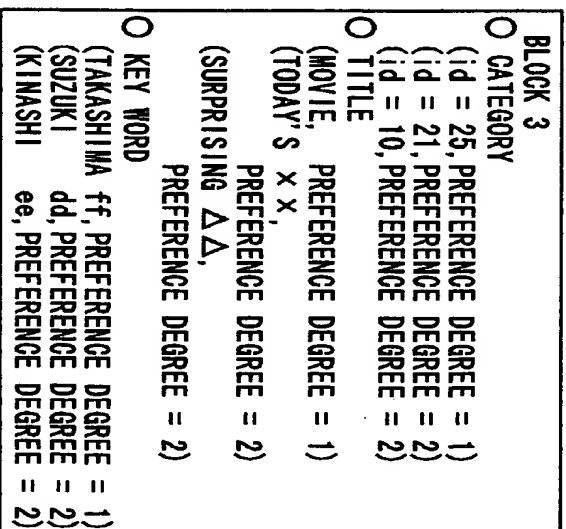 BLOCK 3
○ CATEGORY
(id = 25, PREFERENCE DEGREE = 1)
(id = 21, PREFERENCE DEGREE = 2)
(id = 10, PREFERENCE DEGREE = 2)
○ TITLE
(MOVIE, PREFERENCE DEGREE = 1)
(TODAY'S ××,
PREFERENCE DEGREE = 2)
(SURPRISING △△,
PREFERENCE DEGREE = 2)
○ KEY WORD
(TAKASHIMA ff, PREFERENCE DEGREE = 1)
(SUZUKI dd, PREFERENCE DEGREE = 2)
(KINASHI ee, PREFERENCE DEGREE = 2)